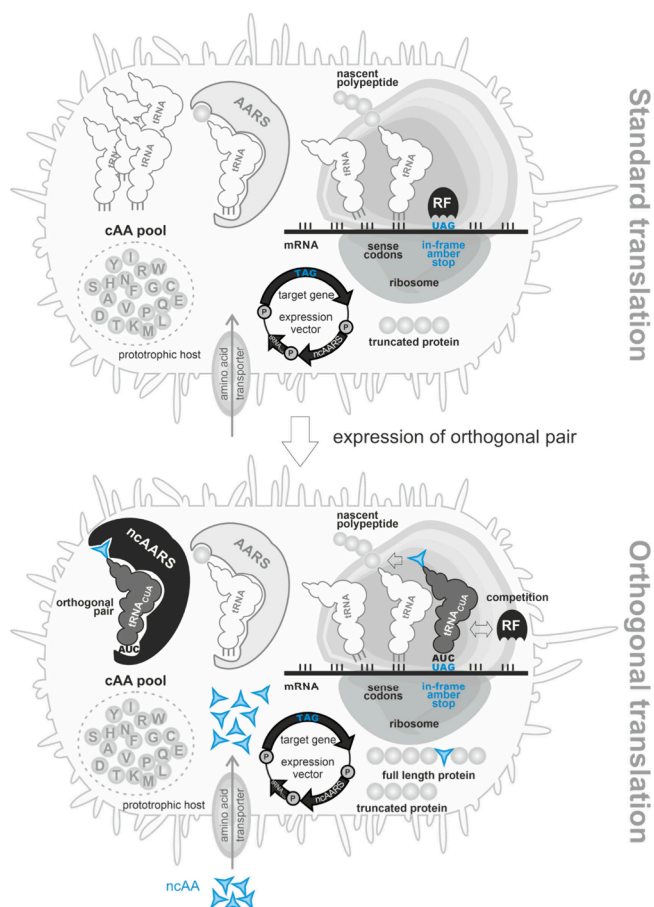 Standard translation
AARS
tRNA
tRNA
tRNA
tRNA
tRNA
nascent
polypeptide
tRNA
tRNA
RF
UAG
mRNA
sense
codons
in-frame
amber
stop
ribosome
cAA pool
Y I
R W
S H N F G C
A V P Q E
D T K M L
prototrophic host
amino acid
transporter
TAG
target gene
expression
vector
P
P
P
ncAARS
truncated protein
expression of orthogonal pair
Orthogonal translation
ncAARS
orthogonal
pair
tRNACUA
AUC
AARS
tRNA
nascent
polypeptide
tRNA
tRNA
tRNACUA
competition
RF
AUC
UAG
mRNA
sense
codons
in-frame
amber
stop
ribosome
cAA pool
Y I
R W
S H N F G C
A V P Q E
D T K M L
prototrophic host
amino acid
transporter
TAG
target gene
expression
vector
P
P
P
ncAARS
full length protein
truncated protein
ncAA